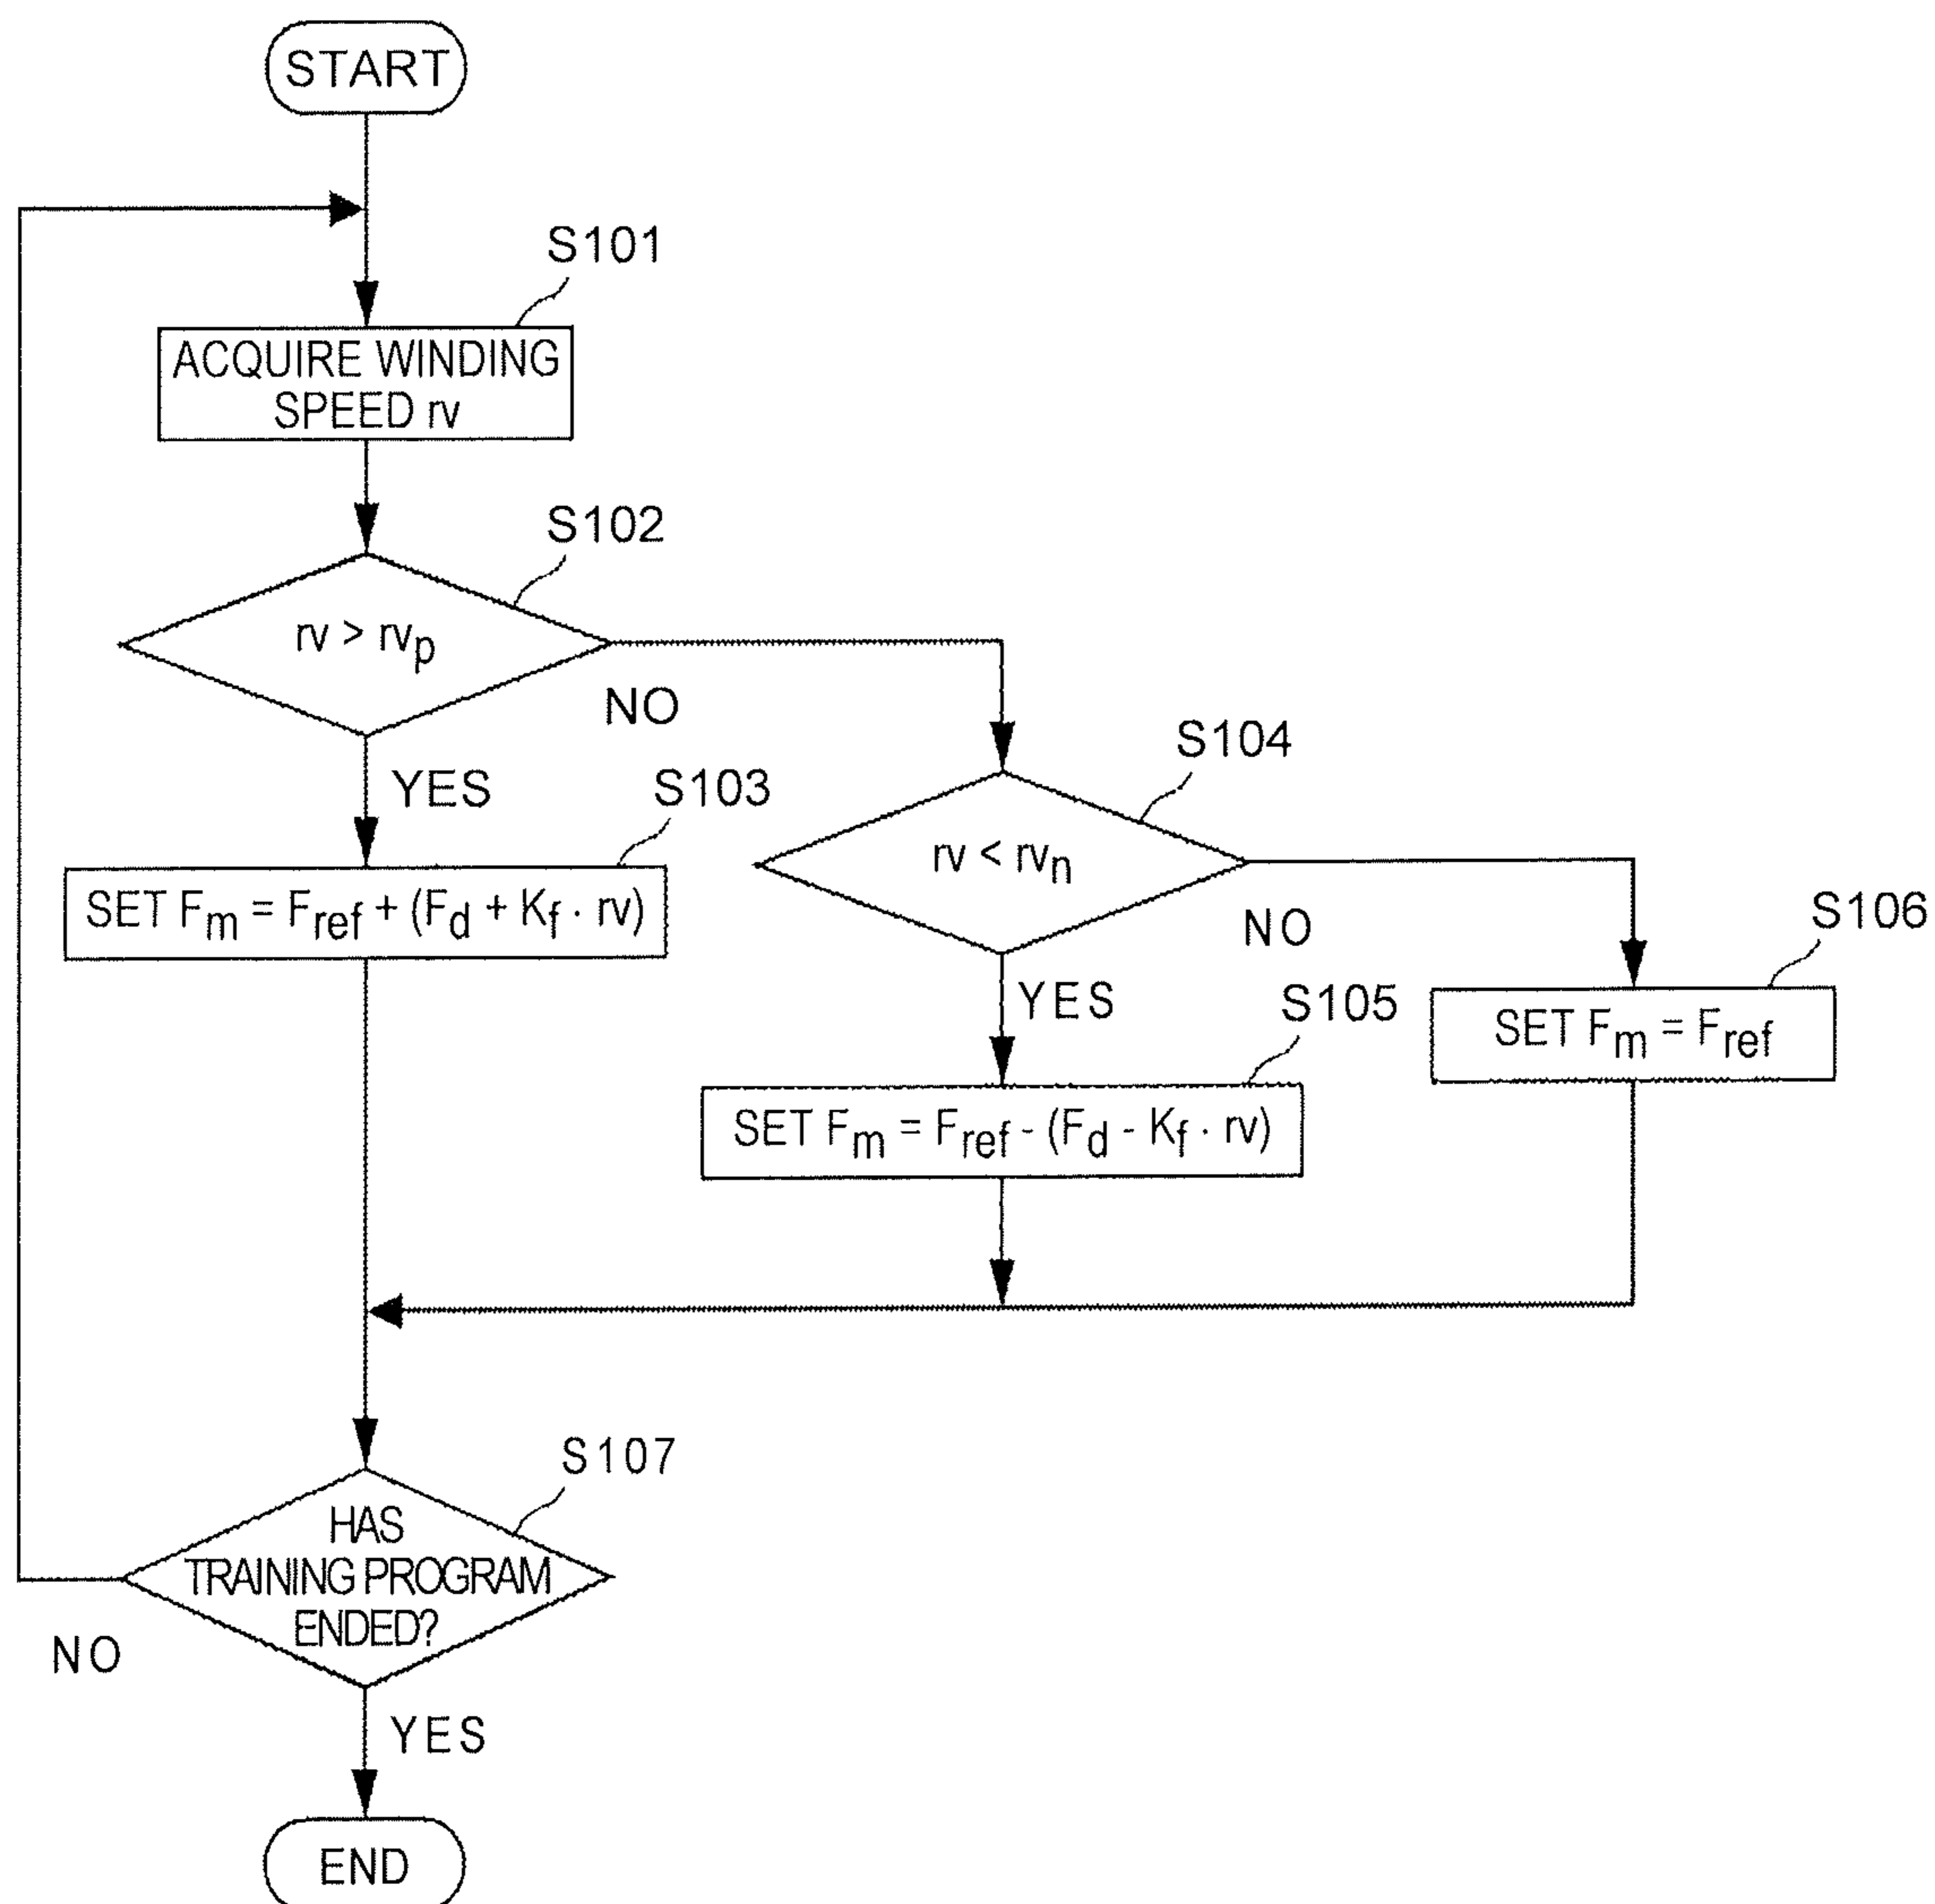 START
S101
ACQUIRE WINDING
SPEED rv
S102
rv > rvp
NO
YES
S103
SET Fm = Fref + (Fd + Kf · rv)
S104
rv < rvn
NO
YES
S105
SET Fm = Fref - (Fd - Kf · rv)
S106
SET Fm = Fref
S107
HAS
TRAINING PROGRAM
ENDED?
NO
YES
END